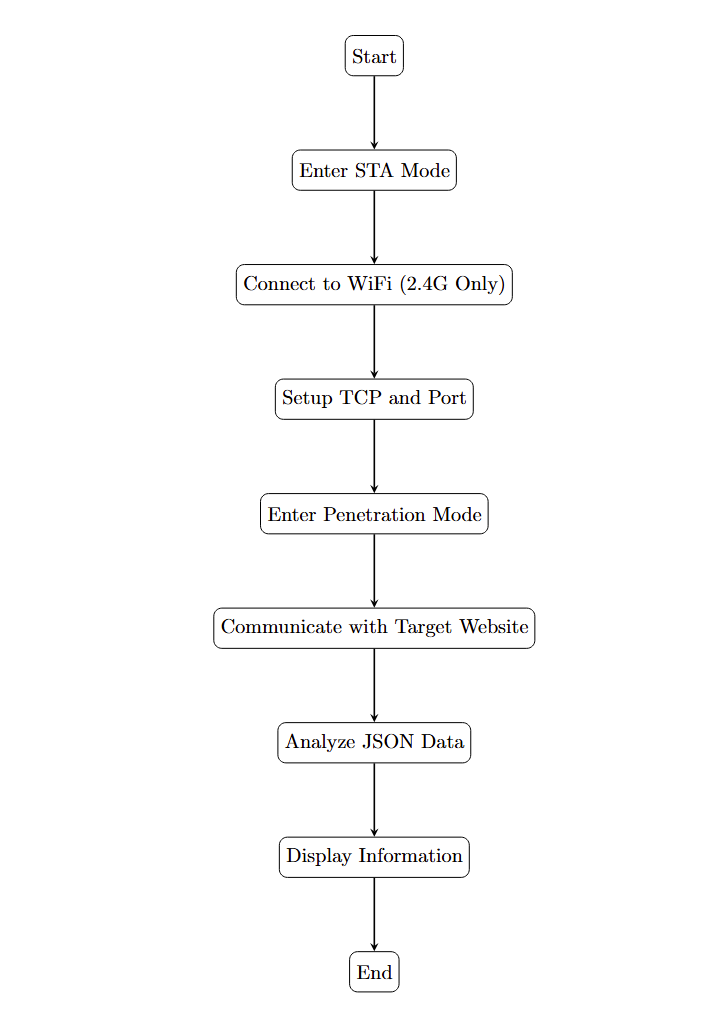 Start
Enter STA Mode
Connect to WiFi (2.4G Only)
Setup TCP and Port
Enter Penetration Mode
Communicate with Target Website
Analyze JSON Data
Display Information
End